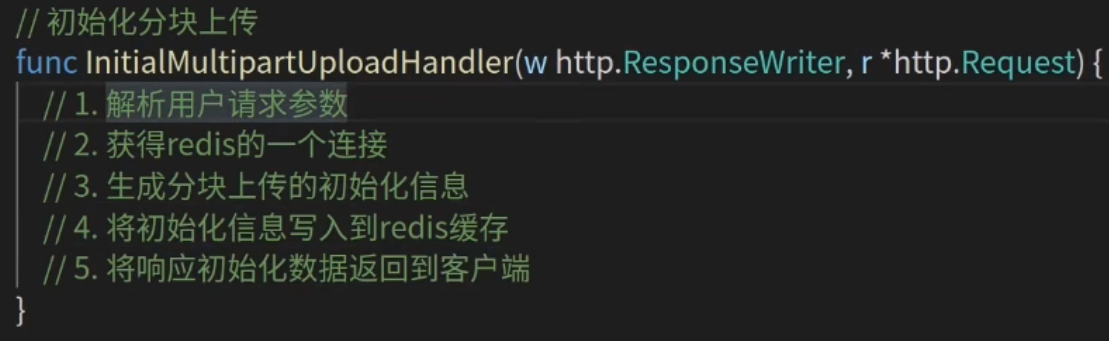 // 初始化分块上传
func InitialMultipartUploadHandler(w http.ResponseWriter, r *http.Request) {
// 1. 解析用户请求参数
// 2. 获得redis的一个连接
// 3. 生成分块上传的初始化信息
// 4. 将初始化信息写入到redis缓存
// 5. 将响应初始化数据返回到客户端
}